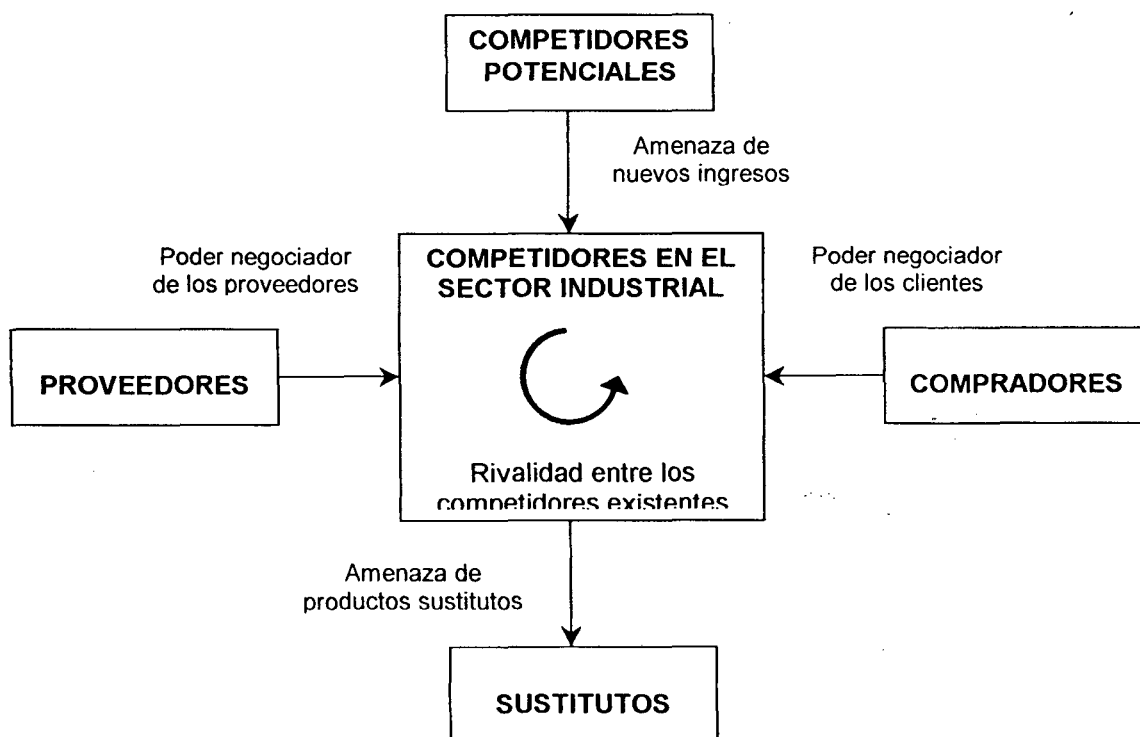 COMPETIDORES
POTENCIALES
Amenaza de
nuevos ingresos
Poder negociador
de los proveedores
COMPETIDORES EN EL
SECTOR INDUSTRIAL
Poder negociador
de los clientes
PROVEEDORES
COMPRADORES
Rivalidad entre los
competidores existentes
Amenaza de
productos sustitutos
SUSTITUTOS